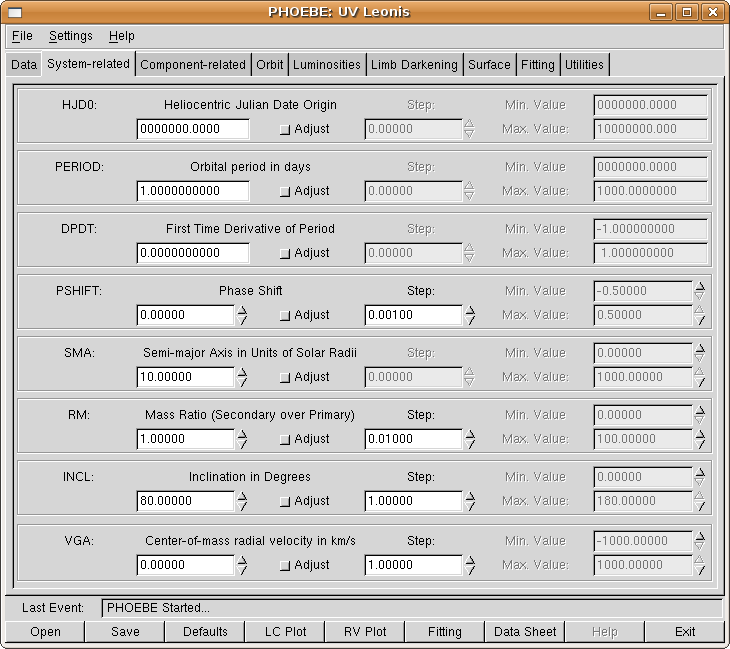 PHOEBE: UV Leonis
File Settings Help
Data System-related Component-related Orbit Luminosities Limb Darkening Surface Fitting Utilities
HJD0: Heliocentric Julian Date Origin Step: Min. Value 0000000.0000
0000000.0000 Adjust 0.00000 Max. Value: 10000000.000
PERIOD: Orbital period in days Step: Min. Value 0000000.0000
1.0000000000 Adjust 0.00000 Max. Value: 1000.0000000
DPDT: First Time Derivative of Period Step: Min. Value -1.000000000
0.0000000000 Adjust 0.00000 Max. Value: 1.000000000
PSHIFT: Phase Shift Step: Min. Value -0.50000
0.00000 Adjust 0.00100 Max. Value: 0.50000
SMA: Semi-major Axis in Units of Solar Radii Step: Min. Value 0.00000
10.00000 Adjust 0.00000 Max. Value: 1000.00000
RM: Mass Ratio (Secondary over Primary) Step: Min. Value 0.00000
1.00000 Adjust 0.01000 Max. Value: 100.00000
INCL: Inclination in Degrees Step: Min. Value 0.00000
80.00000 Adjust 1.00000 Max. Value: 180.00000
VGA: Center-of-mass radial velocity in km/s Step: Min. Value -1000.00000
0.00000 Adjust 1.00000 Max. Value: 1000.00000
Last Event: PHOEBE Started...
Open Save Defaults LC Plot RV Plot Fitting Data Sheet Help Exit